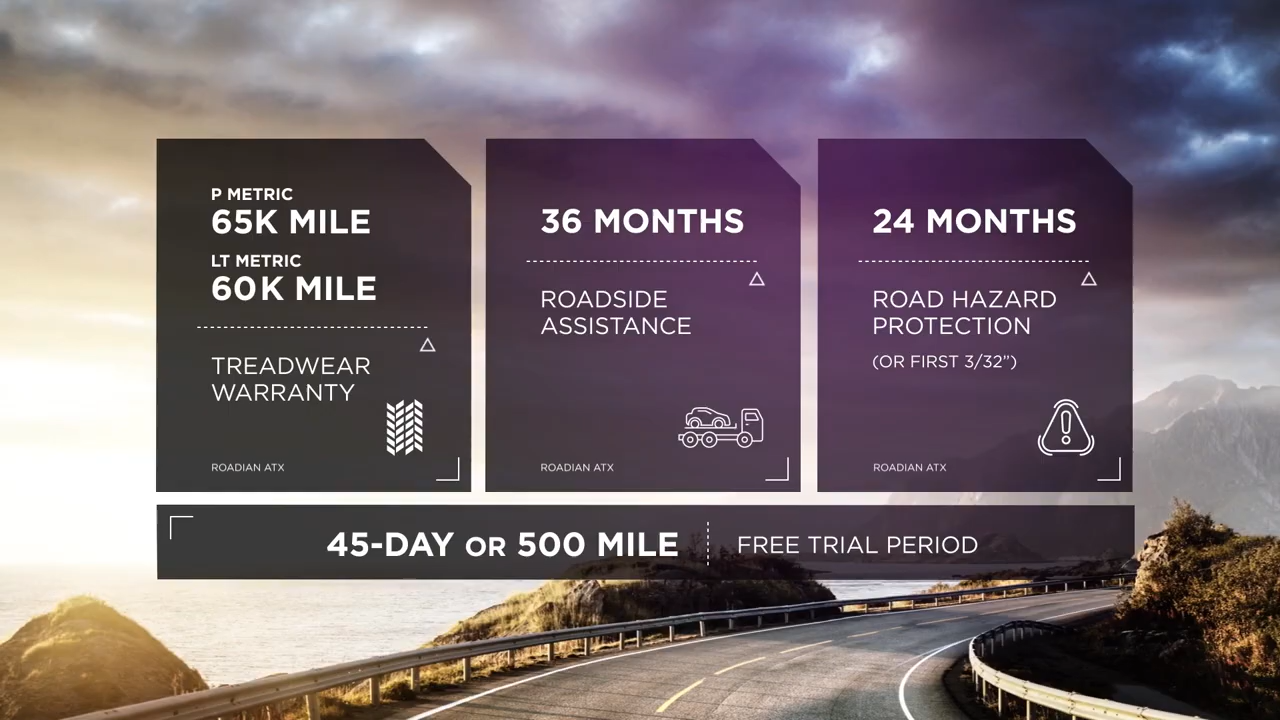 P METRIC
65K MILE
LT METRIC
60K MILE
TREADWEAR
WARRANTY
ROADIAN ATX
36 MONTHS
ROADSIDE
ASSISTANCE
ROADIAN ATX
24 MONTHS
ROAD HAZARD
PROTECTION
(OR FIRST 3/32”)
ROADIAN ATX
45-DAY OR 500 MILE FREE TRIAL PERIOD